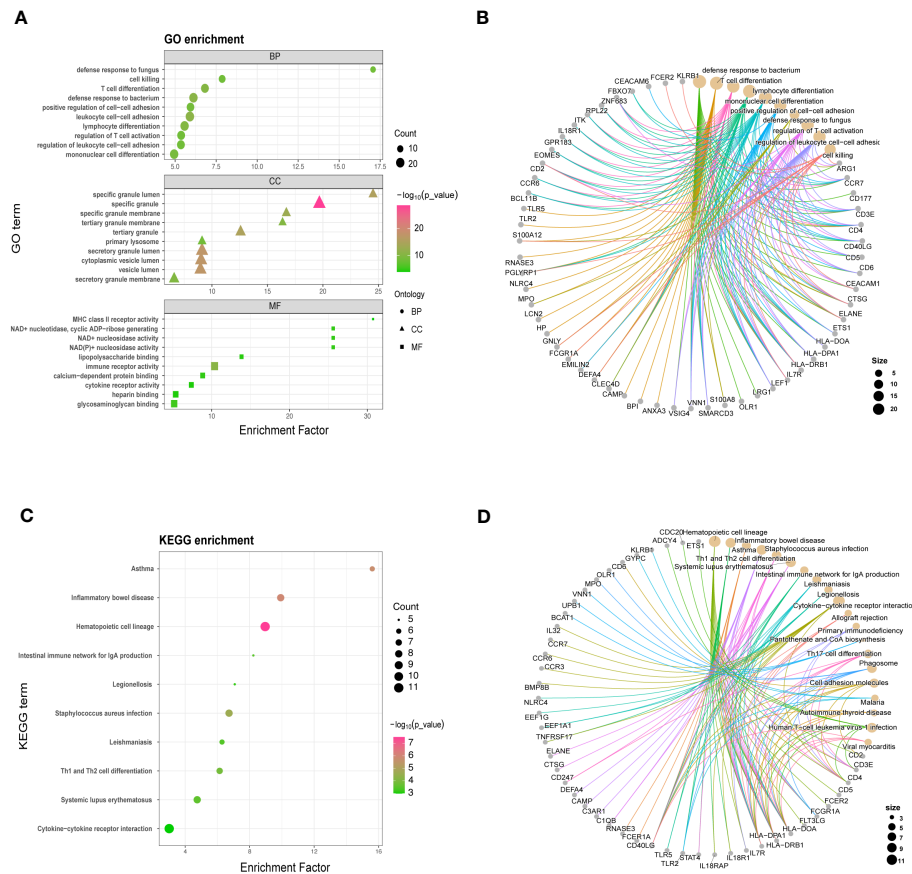 A
GO enrichment
BP
defense response to fungus
cell killing
T cell differentiation
defense response to bacterium
positive regulation of cell−cell adhesion
leukocyte cell−cell adhesion
lymphocyte differentiation
regulation of T cell activation
regulation of leukocyte cell−cell adhesion
mononuclear cell differentiation
5.0 7.5 10.0 12.5 15.0 17.5
CC
specific granule lumen
specific granule
specific granule membrane
tertiary granule membrane
tertiary granule
primary lysosome
secretory granule lumen
cytoplasmic vesicle lumen
vesicle lumen
secretory granule membrane
10 15 20 25
MF
MHC class II receptor activity
NAD+ nucleotidase, cyclic ADP−ribose generating
NAD+ nucleosidase activity
NAD(P)+ nucleosidase activity
lipopolysaccharide binding
immune receptor activity
calcium−dependent protein binding
cytokine receptor activity
heparin binding
glycosaminoglycan binding
10 20 30
Enrichment Factor
GO term
Count
10
20
−log10(p_value)
20
10
Ontology
BP
CC
MF
B
defense response to bacterium
T cell differentiation
lymphocyte differentiation
mononuclear cell differentiation
positive regulation of cell−cell adhesion
defense response to fungus
regulation of T cell activation
regulation of leukocyte cell−cell adhesic
cell killing
ARG1
CCR7
CD177
CD3E
CD4
CD40LG
CD5
CD6
CEACAM1
CTSG
ELANE
ETS1
HLA−DOA
HLA−DPA1
HLA−DRB1
IL7R
LEF1
LRG1
OLR1
S100A8
SMARCD3
VNN1
VSIG4
ANXA3
BPI
CAMP
CLEC4D
DEFA4
EMILIN2
FCGR1A
GNLY
HP
LCN2
MPO
NLRC4
PGLYRP1
RNASE3
S100A12
TLR2
TLR5
BCL11B
CCR6
CD2
EOMES
GPR183
IL18R1
ITK
RPL22
ZNF683
FBXO7
CEACAM6
FCER2
KLRB1
Size
5
10
15
20
C
KEGG enrichment
Asthma
Inflammatory bowel disease
Hematopoietic cell lineage
Intestinal immune network for IgA production
Legionellosis
Staphylococcus aureus infection
Leishmaniasis
Th1 and Th2 cell differentiation
Systemic lupus erythematosus
Cytokine−cytokine receptor interaction
4 8 12 16
Enrichment Factor
KEGG term
Count
5
6
7
8
9
10
11
−log10(p_value)
7
6
5
4
3
D
Hematopoietic cell lineage
Inflammatory bowel disease
Asthma
Staphylococcus aureus infection
Th1 and Th2 cell differentiation
Systemic lupus erythematosus
Intestinal immune network for IgA production
Leishmaniasis
Legionellosis
Cytokine−cytokine receptor interactio
Allograft rejection
Primary immunodeficiency
Pantothenate and CoA biosynthesis
Th17 cell differentiation
Phagosome
Cell adhesion molecules
Malaria
Autoimmune thyroid disease
Human T−cell leukemia virus 1 infection
Viral myocarditis
CD2
CD3E
CD4
CD5
FCER2
FCGR1A
FLT3LG
HLA−DOA
HLA−DPA1
HLA−DRB1
IL7R
IL18R1
IL18RAP
STAT4
TLR2
TLR5
CD40LG
FCER1A
RNASE3
C1QB
C3AR1
CAMP
DEFA4
CD247
CTSG
ELANE
TNFRSF17
EEF1A1
EEF1G
NLRC4
BMP8B
CCR3
CCR6
CCR7
IL32
BCAT1
UPB1
VNN1
MPO
OLR1
CD6
GYPC
KLRB1
ADCY4
CDC20
ETS1
size
3
5
7
9
11